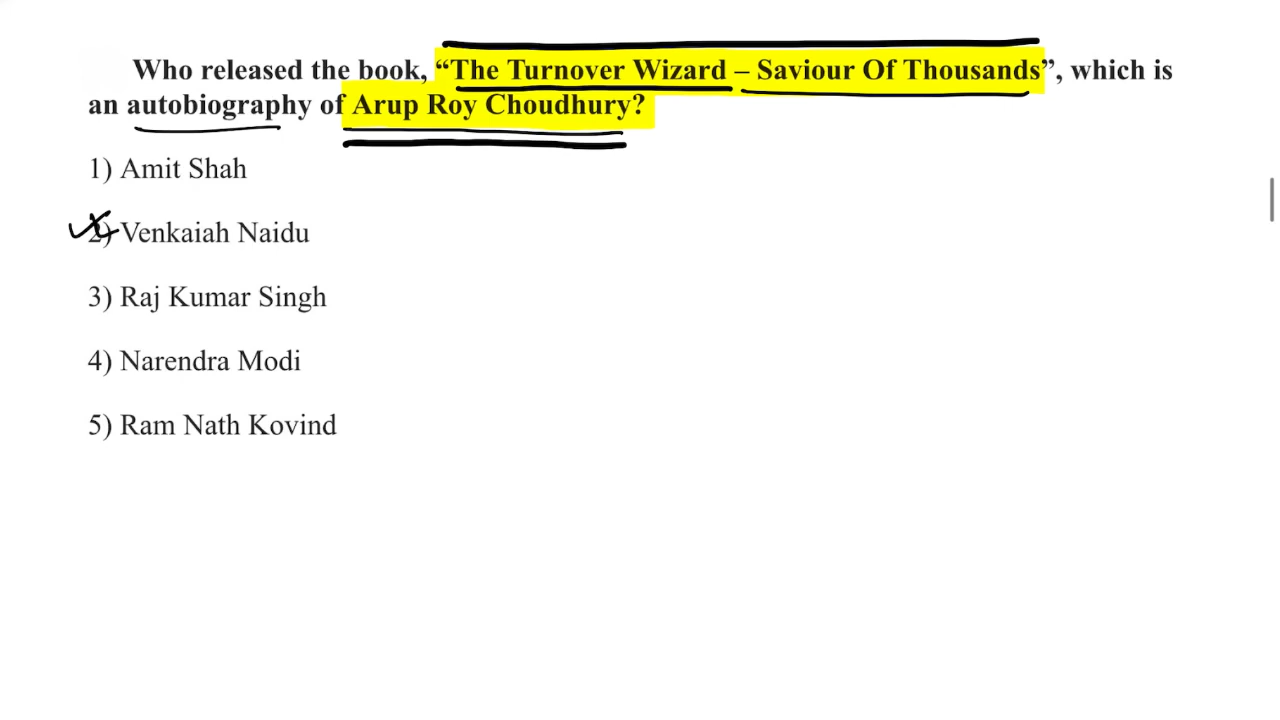 Who released the book, “The Turnover Wizard – Saviour Of Thousands”, which is
an autobiography of Arup Roy Choudhury?
1) Amit Shah
2) Venkaiah Naidu
3) Raj Kumar Singh
4) Narendra Modi
5) Ram Nath Kovind